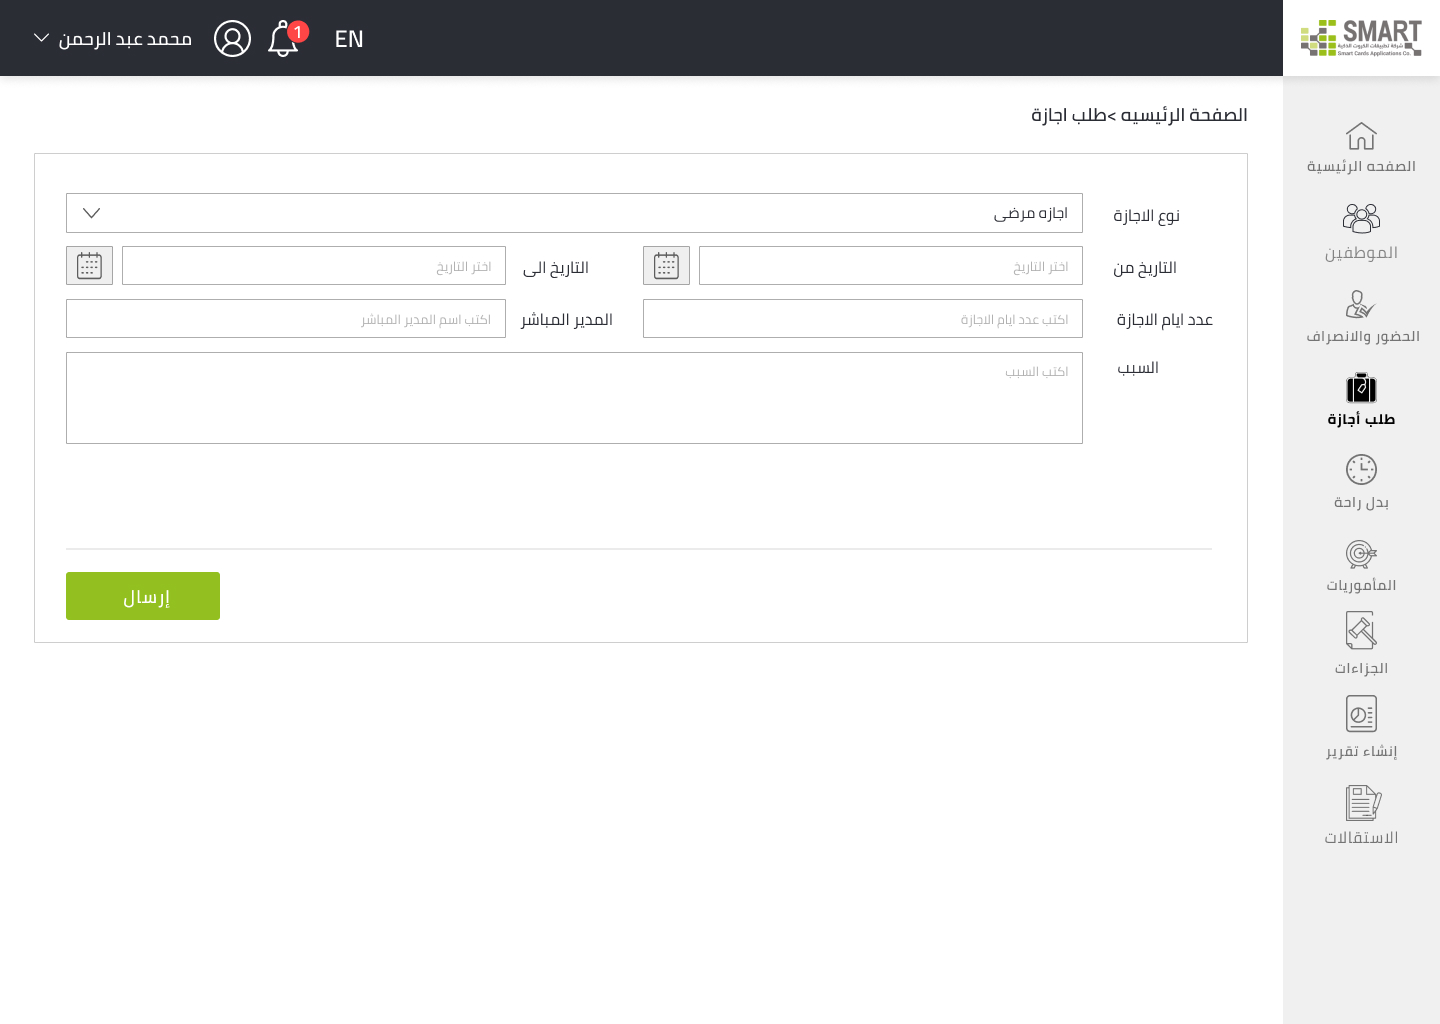 SMART
شركة تطبيقات الكروت الذكية
Smart Cards Applications Co.
EN
1
محمد عبد الرحمن
الصفحة الرئيسيه >طلب اجازة
نوع الاجازة
اجازه مرضى
التاريخ من
اختر التاريخ
التاريخ الى
اختر التاريخ
عدد ايام الاجازة
اكتب عدد ايام الاجازة
المدير المباشر
اكتب اسم المدير المباشر
السبب
اكتب السبب
إرسال
الصفحه الرئيسية
الموطفين
الحضور والانصراف
طلب أجازة
بدل راحة
المأموريات
الجزاءات
إنشاء تقرير
الاستقالات